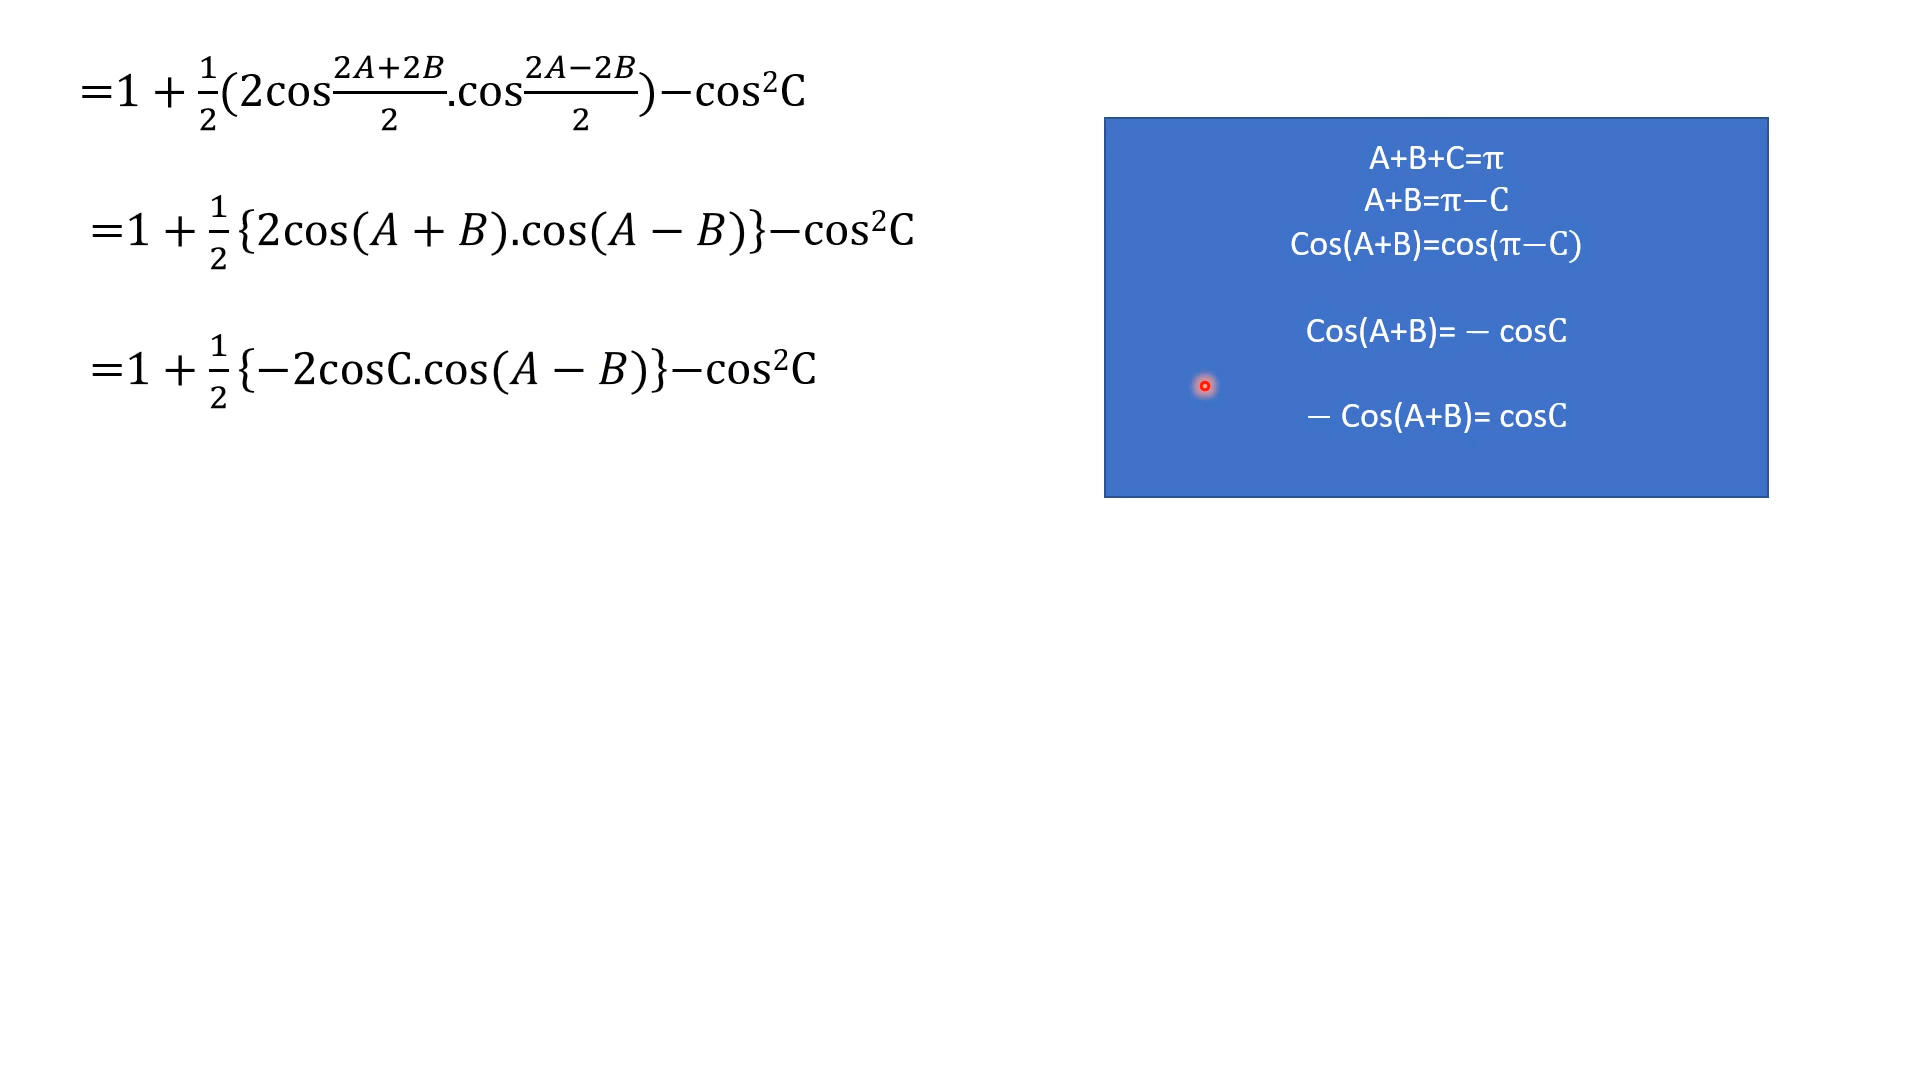 =1 + 1/2(2cos (2A+2B)/2 .cos (2A−2B)/2)−cos²C
=1 + 1/2 {2cos(A + B).cos(A − B)}−cos²C
=1 + 1/2 {−2cosC.cos(A − B)}−cos²C
A+B+C=π
A+B=π−C
Cos(A+B)=cos(π−C)
Cos(A+B)= − cosC
− Cos(A+B)= cosC